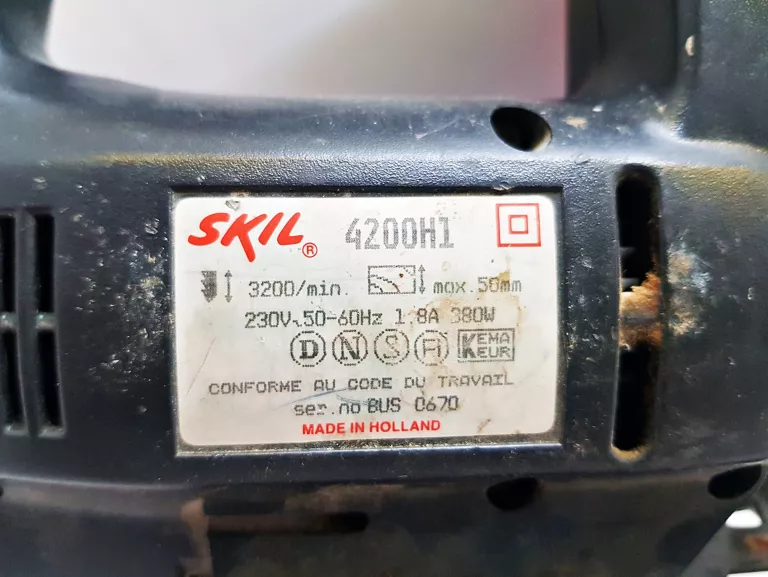 SKIL® 4200H1
3200/min. max.50mm
230V~50-60Hz 1.8A 380W
D N S FI KEMA KEUR
CONFORME AU CODE DU TRAVAIL
ser.no BUS 0670
MADE IN HOLLAND